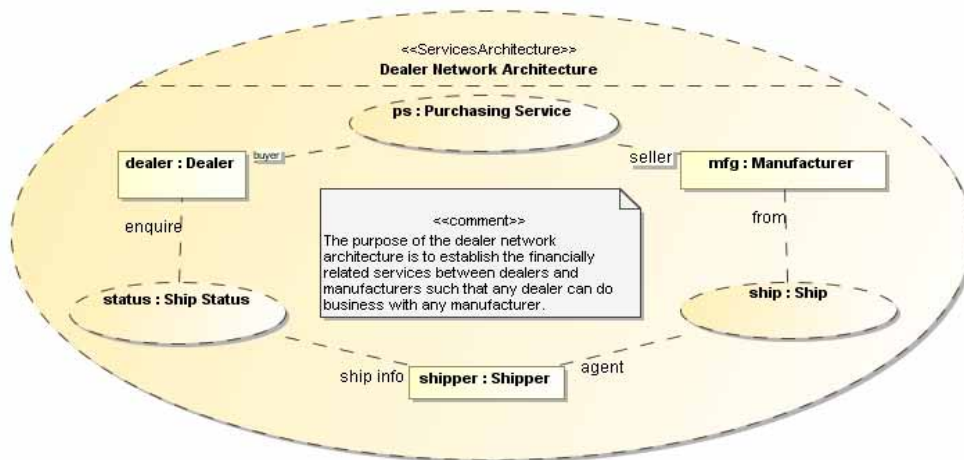 <<ServicesArchitecture>>
Dealer Network Architecture
ps : Purchasing Service
dealer : Dealer
buyer
seller
mfg : Manufacturer
enquire
from
<<comment>>
The purpose of the dealer network
architecture is to establish the financially
related services between dealers and
manufacturers such that any dealer can do
business with any manufacturer.
status : Ship Status
ship : Ship
ship info
shipper : Shipper
agent